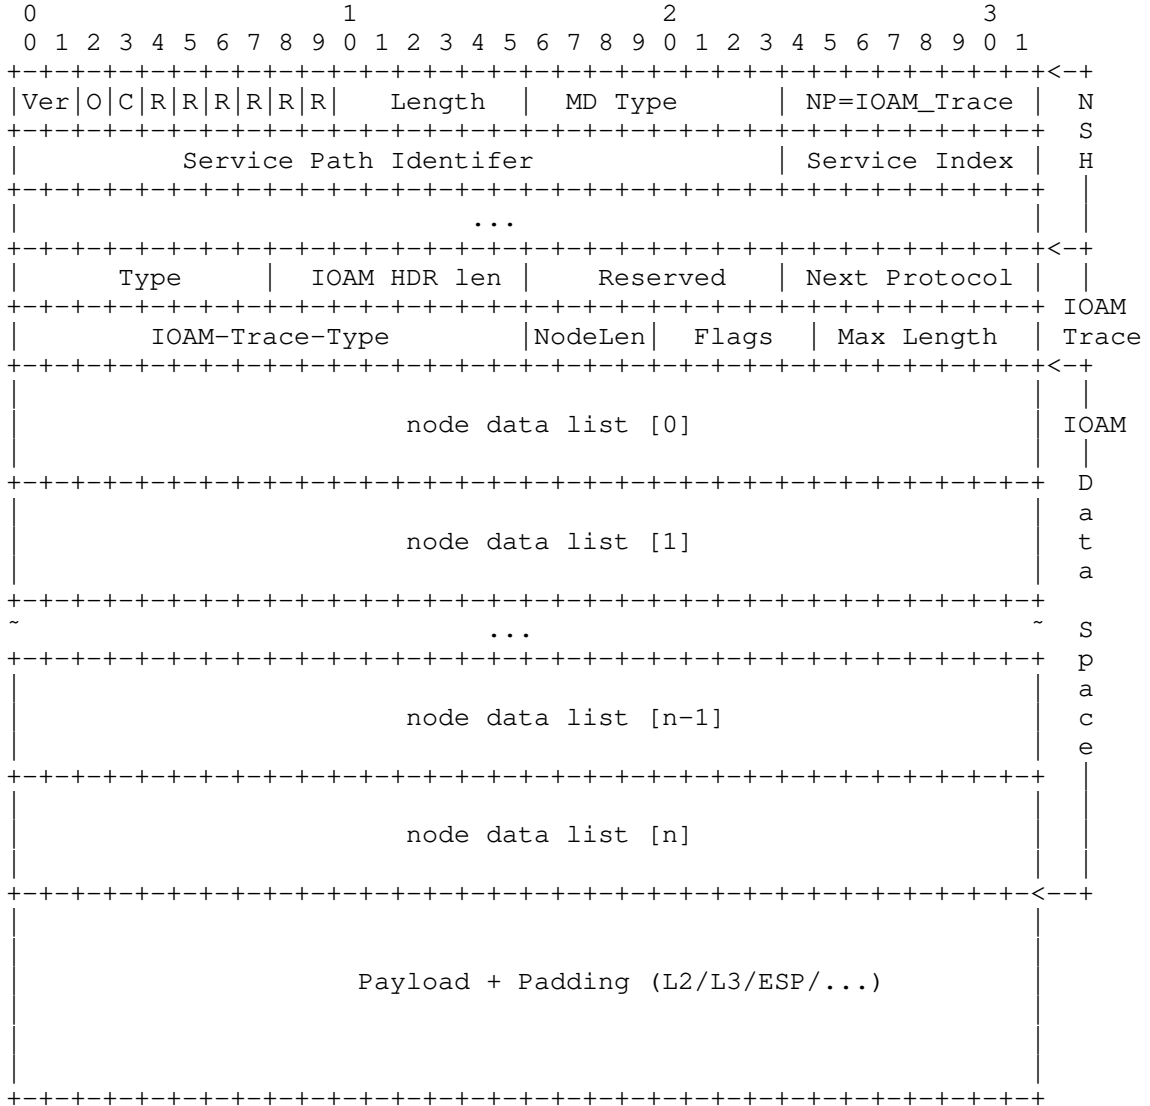 0                   1                   2                   3
 0 1 2 3 4 5 6 7 8 9 0 1 2 3 4 5 6 7 8 9 0 1 2 3 4 5 6 7 8 9 0 1
+-+-+-+-+-+-+-+-+-+-+-+-+-+-+-+-+-+-+-+-+-+-+-+-+-+-+-+-+-+-+-+-+<-+
|Ver|O|C|R|R|R|R|R|R|   Length  |  MD Type      | NP=IOAM_Trace |  N
+-+-+-+-+-+-+-+-+-+-+-+-+-+-+-+-+-+-+-+-+-+-+-+-+-+-+-+-+-+-+-+-+  S
|          Service Path Identifer               | Service Index |  H
+-+-+-+-+-+-+-+-+-+-+-+-+-+-+-+-+-+-+-+-+-+-+-+-+-+-+-+-+-+-+-+-+  |
|                            ...                                |  |
+-+-+-+-+-+-+-+-+-+-+-+-+-+-+-+-+-+-+-+-+-+-+-+-+-+-+-+-+-+-+-+-+<-+
|      Type     |  IOAM HDR len |    Reserved   | Next Protocol |  |
+-+-+-+-+-+-+-+-+-+-+-+-+-+-+-+-+-+-+-+-+-+-+-+-+-+-+-+-+-+-+-+-+ IOAM
|        IOAM-Trace-Type        |NodeLen|  Flags  | Max Length  | Trace
+-+-+-+-+-+-+-+-+-+-+-+-+-+-+-+-+-+-+-+-+-+-+-+-+-+-+-+-+-+-+-+-+<-+
|                                                               |  |
|                        node data list [0]                     | IOAM
|                                                               |  |
+-+-+-+-+-+-+-+-+-+-+-+-+-+-+-+-+-+-+-+-+-+-+-+-+-+-+-+-+-+-+-+-+  D
|                                                               |  a
|                        node data list [1]                     |  t
|                                                               |  a
+-+-+-+-+-+-+-+-+-+-+-+-+-+-+-+-+-+-+-+-+-+-+-+-+-+-+-+-+-+-+-+-+
~                             ...                               ~  S
+-+-+-+-+-+-+-+-+-+-+-+-+-+-+-+-+-+-+-+-+-+-+-+-+-+-+-+-+-+-+-+-+  p
|                                                               |  a
|                        node data list [n-1]                   |  c
|                                                               |  e
+-+-+-+-+-+-+-+-+-+-+-+-+-+-+-+-+-+-+-+-+-+-+-+-+-+-+-+-+-+-+-+-+  |
|                                                               |  |
|                        node data list [n]                     |  |
|                                                               |  |
+-+-+-+-+-+-+-+-+-+-+-+-+-+-+-+-+-+-+-+-+-+-+-+-+-+-+-+-+-+-+-+-<--+
|                                                               |
|                                                               |
|                     Payload + Padding (L2/L3/ESP/...)         |
|                                                               |
|                                                               |
|                                                               |
+-+-+-+-+-+-+-+-+-+-+-+-+-+-+-+-+-+-+-+-+-+-+-+-+-+-+-+-+-+-+-+-+